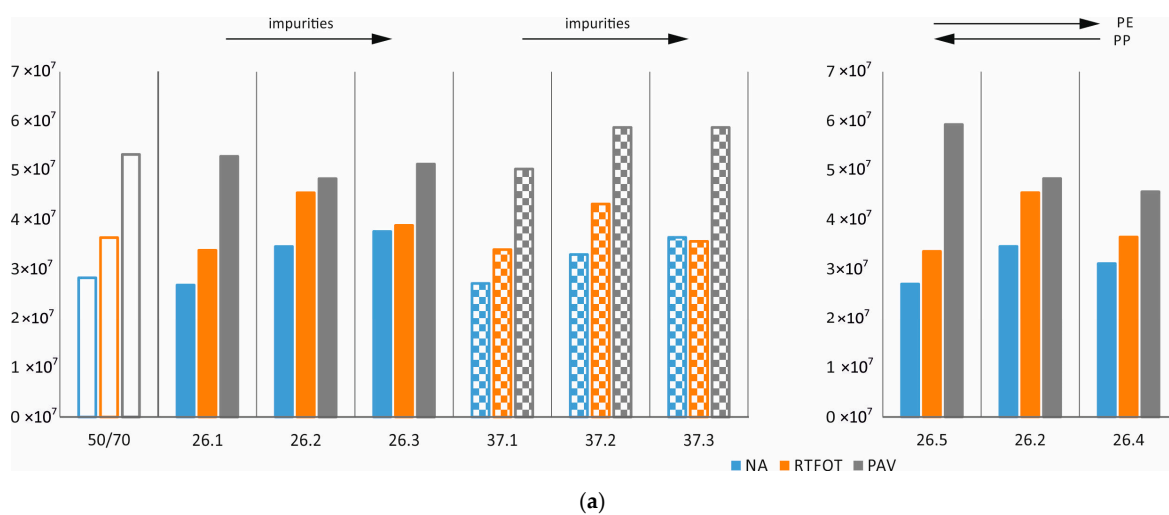 impurities
impurities
PE
PP
7 ×10⁷
6 ×10⁷
5 ×10⁷
4 ×10⁷
3 ×10⁷
2 ×10⁷
1 ×10⁷
0 ×10⁷
7 ×10⁷
6 ×10⁷
5 ×10⁷
4 ×10⁷
3 ×10⁷
2 ×10⁷
1 ×10⁷
0 ×10⁷
50/70 26.1 26.2 26.3 37.1 37.2 37.3
26.5 26.2 26.4
NA RTFOT PAV
(a)